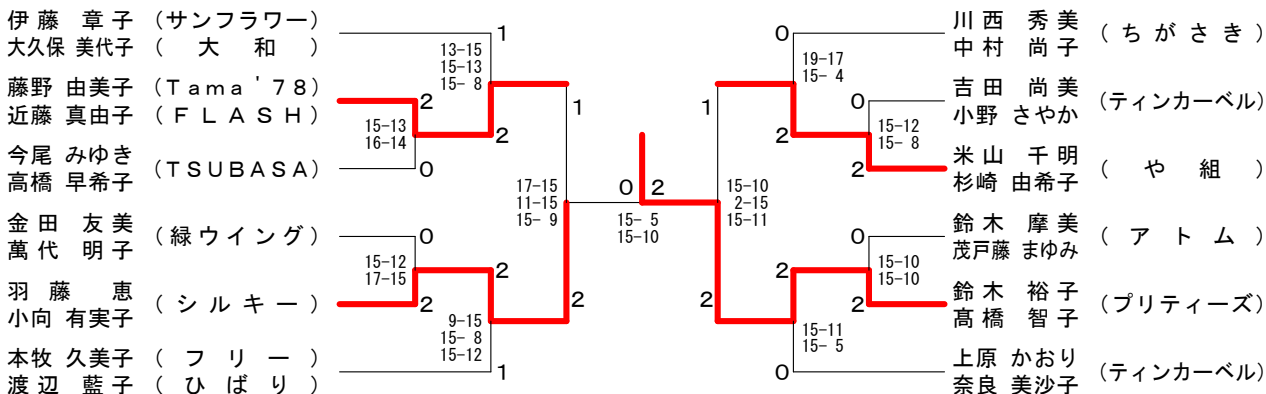 伊藤 章子 (サンフラワー)
大久保 美代子 ( 大 和 )
藤野 由美子 (Tama'78)
近藤 真由子 (FLASH)
今尾 みゆき
高橋 早希子
(TSUBASA)
金田 友美
萬代 明子
(緑ウイング)
羽藤 恵
小向 有実子
(シルキー)
本牧 久美子 ( フリー )
渡辺 藍子 ( ひばり )
1
13-15
15-13
15- 8
2
2
15-13
16-14
0
1
17-15
11-15
15- 9
2
0
15-12
17-15
2
2
9-15
15- 8
15-12
1
0 2
15- 5
15-10
1
15-10
2-15
15-11
2
0
19-17
15- 4
2
0
15-12
15- 8
2
0
15-10
15-10
2
2
15-11
15- 5
0
川西 秀美
中村 尚子
(ちがさき)
吉田 尚美
小野 さやか
(ティンカーベル)
米山 千明
杉崎 由希子
( や 組 )
鈴木 摩美
茂戸藤 まゆみ
( アトム )
鈴木 裕子
髙橋 智子
(プリティーズ)
上原 かおり
奈良 美沙子
(ティンカーベル)